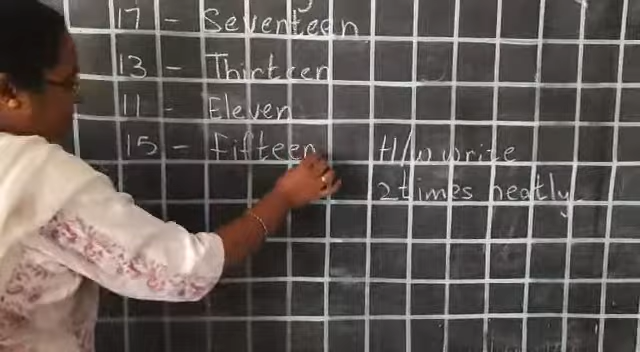 17 - Seventeen
13 - Thirteen
11 - Eleven
15 - Fifteen
H/w write
2 times neatly.